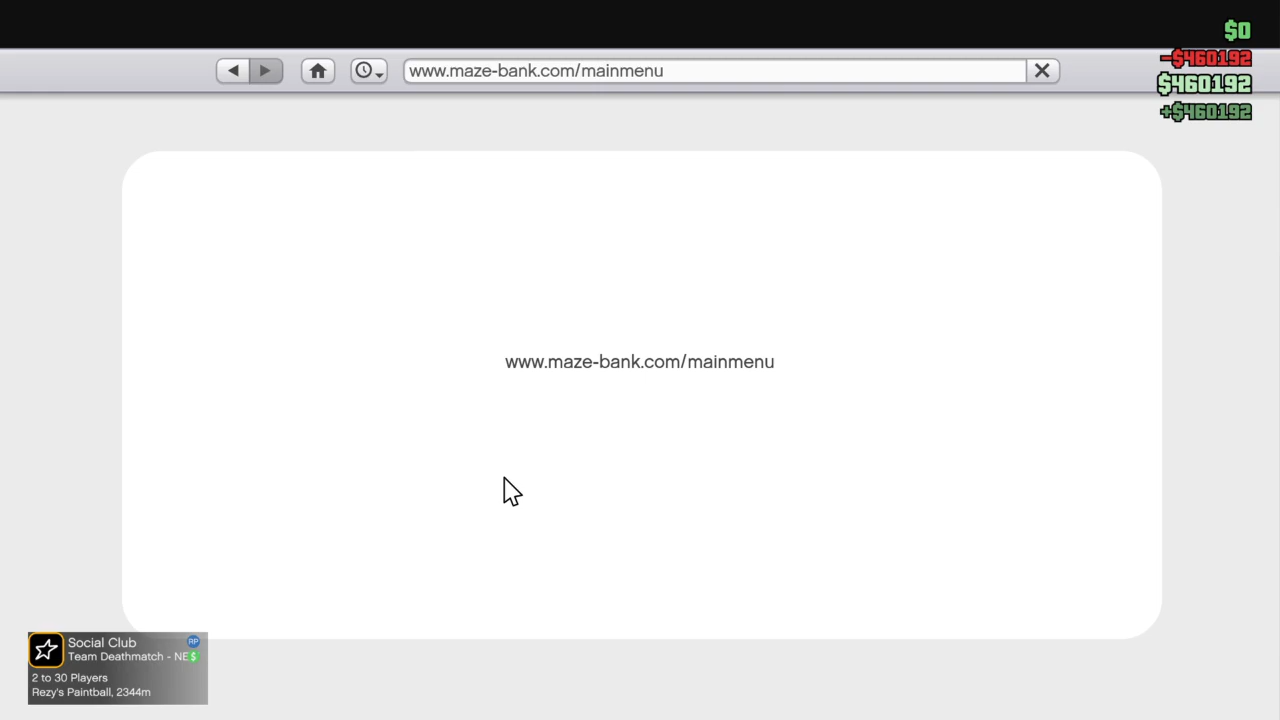 $0
-$460192
$460192
+$460192
www.maze-bank.com/mainmenu
www.maze-bank.com/mainmenu
Social Club
RP
Team Deathmatch - NE
$
2 to 30 Players
Rezy's Paintball, 2344m